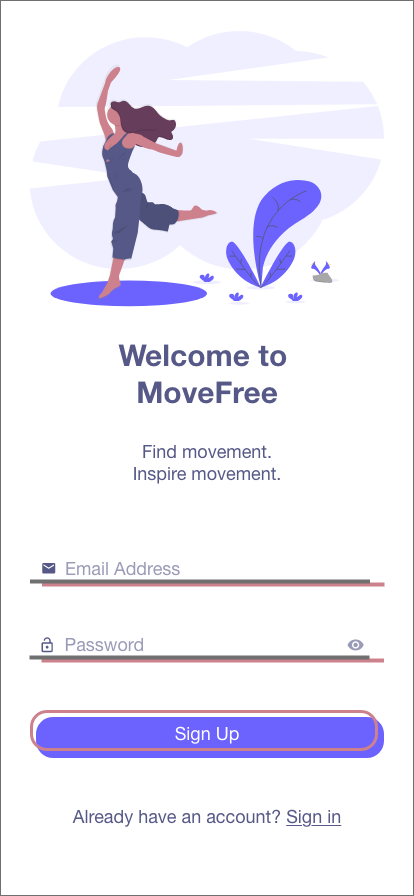 Welcome to
MoveFree
Find movement.
Inspire movement.
Email Address
Password
Sign Up
Already have an account? Sign in